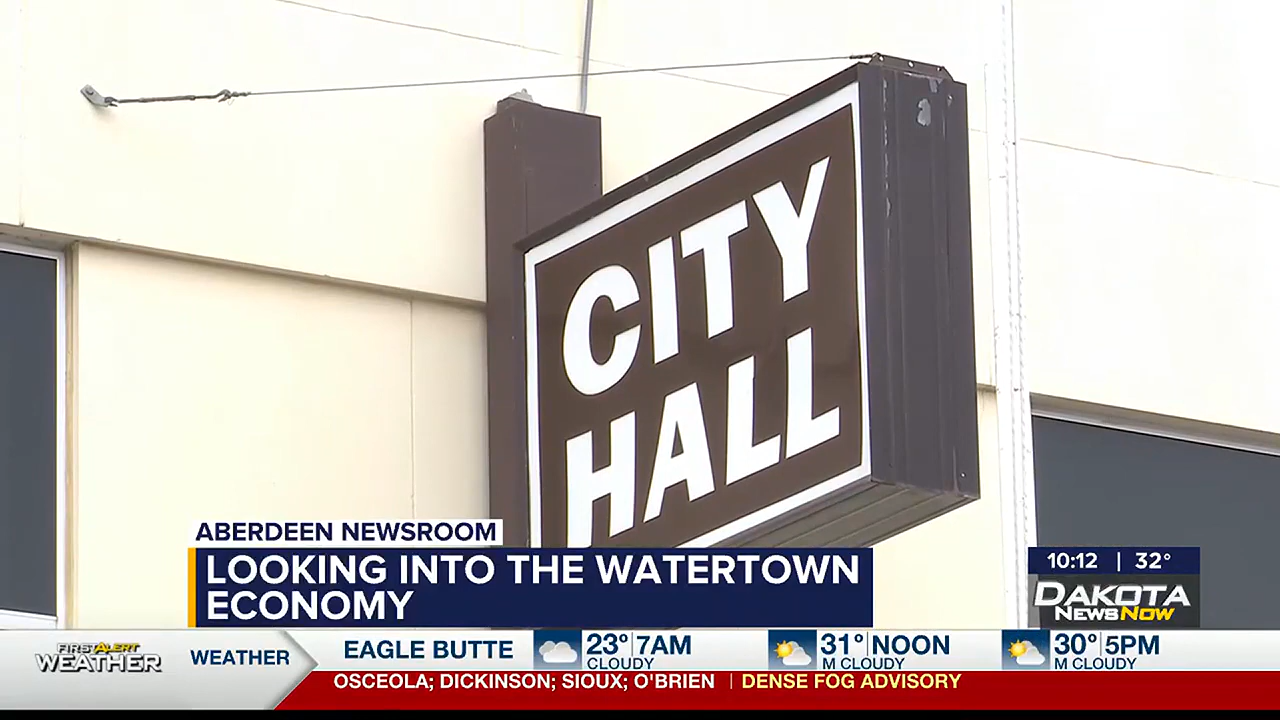 CITY
HALL
ABERDEEN NEWSROOM
LOOKING INTO THE WATERTOWN
ECONOMY
10:12 | 32°
DAKOTA
NEWS NOW
FIRST ALERT
WEATHER
WEATHER
EAGLE BUTTE
23° 7AM
CLOUDY
31° NOON
M CLOUDY
30° 5PM
M CLOUDY
OSCEOLA; DICKINSON; SIOUX; O'BRIEN | DENSE FOG ADVISORY